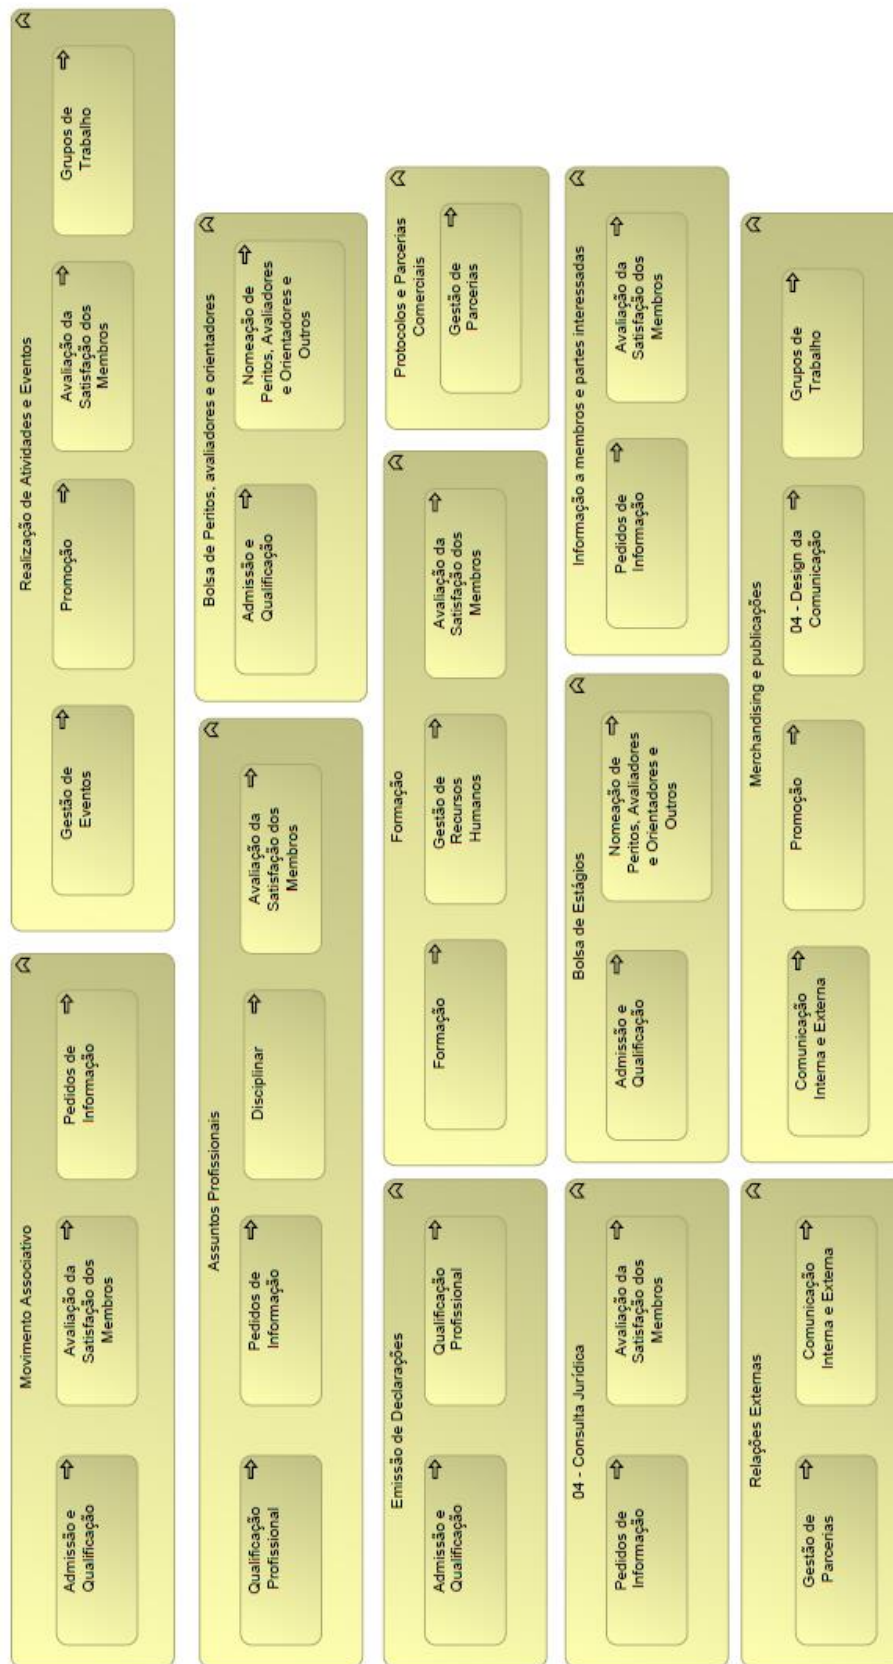 Movimento Associativo
Admissão e
Qualificação
Avaliação da
Satisfação dos
Membros
Pedidos de
Informação
Realização de Atividades e Eventos
Gestão de
Eventos
Promoção
Avaliação da
Satisfação dos
Membros
Grupos de
Trabalho
Assuntos Profissionais
Qualificação
Profissional
Pedidos de
Informação
Disciplinar
Avaliação da
Satisfação dos
Membros
Bolsa de Peritos, avaliadores e orientadores
Admissão e
Qualificação
Nomeação de
Peritos, Avaliadores
e Orientadores e
Outros
Emissão de Declarações
Admissão e
Qualificação
Qualificação
Profissional
Formação
Formação
Gestão de
Recursos
Humanos
Avaliação da
Satisfação dos
Membros
Protocolos e Parcerias
Comerciais
Gestão de
Parcerias
04 - Consulta Jurídica
Pedidos de
Informação
Avaliação da
Satisfação dos
Membros
Bolsa de Estágios
Admissão e
Qualificação
Nomeação de
Peritos, Avaliadores
e Orientadores e
Outros
Informação a membros e partes interessadas
Pedidos de
Informação
Avaliação da
Satisfação dos
Membros
Relações Externas
Gestão de
Parcerias
Comunicação
Interna e Externa
Merchandising e publicações
Comunicação
Interna e Externa
Promoção
04 - Design da
Comunicação
Grupos de
Trabalho